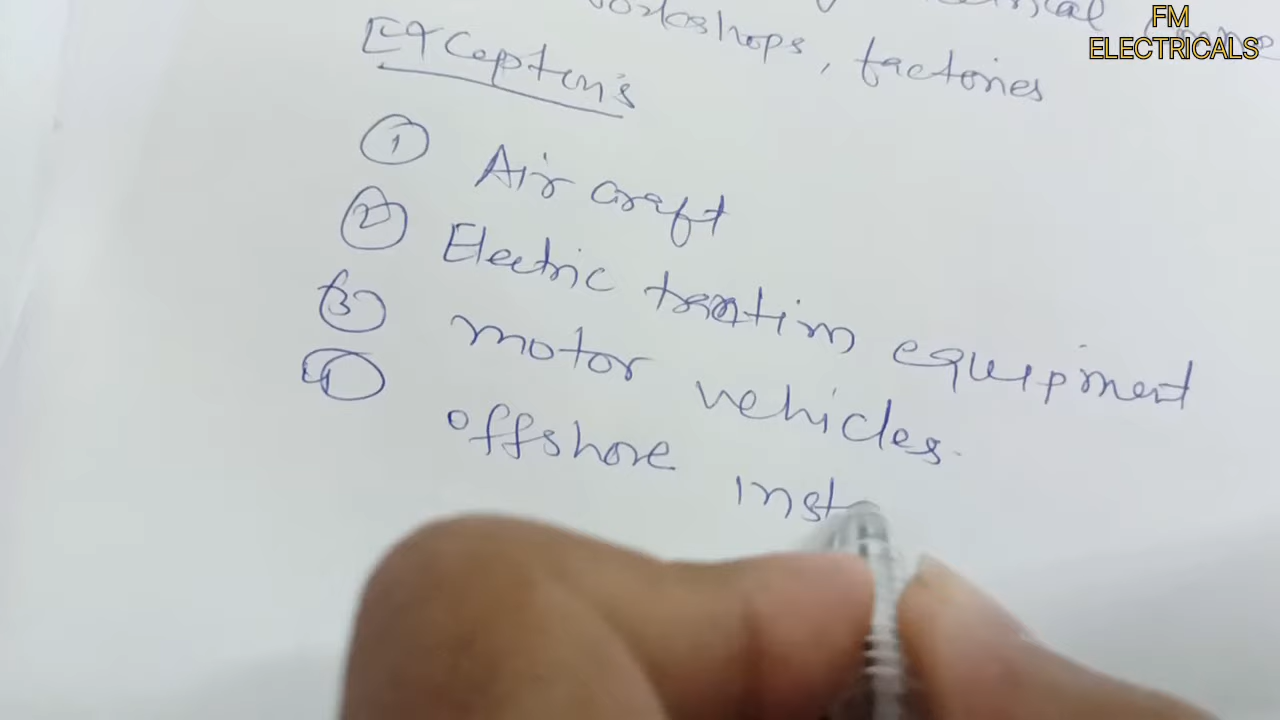 FM
ELECTRICALS
workshops, factories
Exceptions
① Air craft
② Electric traction equipment
③ motor vehicles.
④ offshore inst